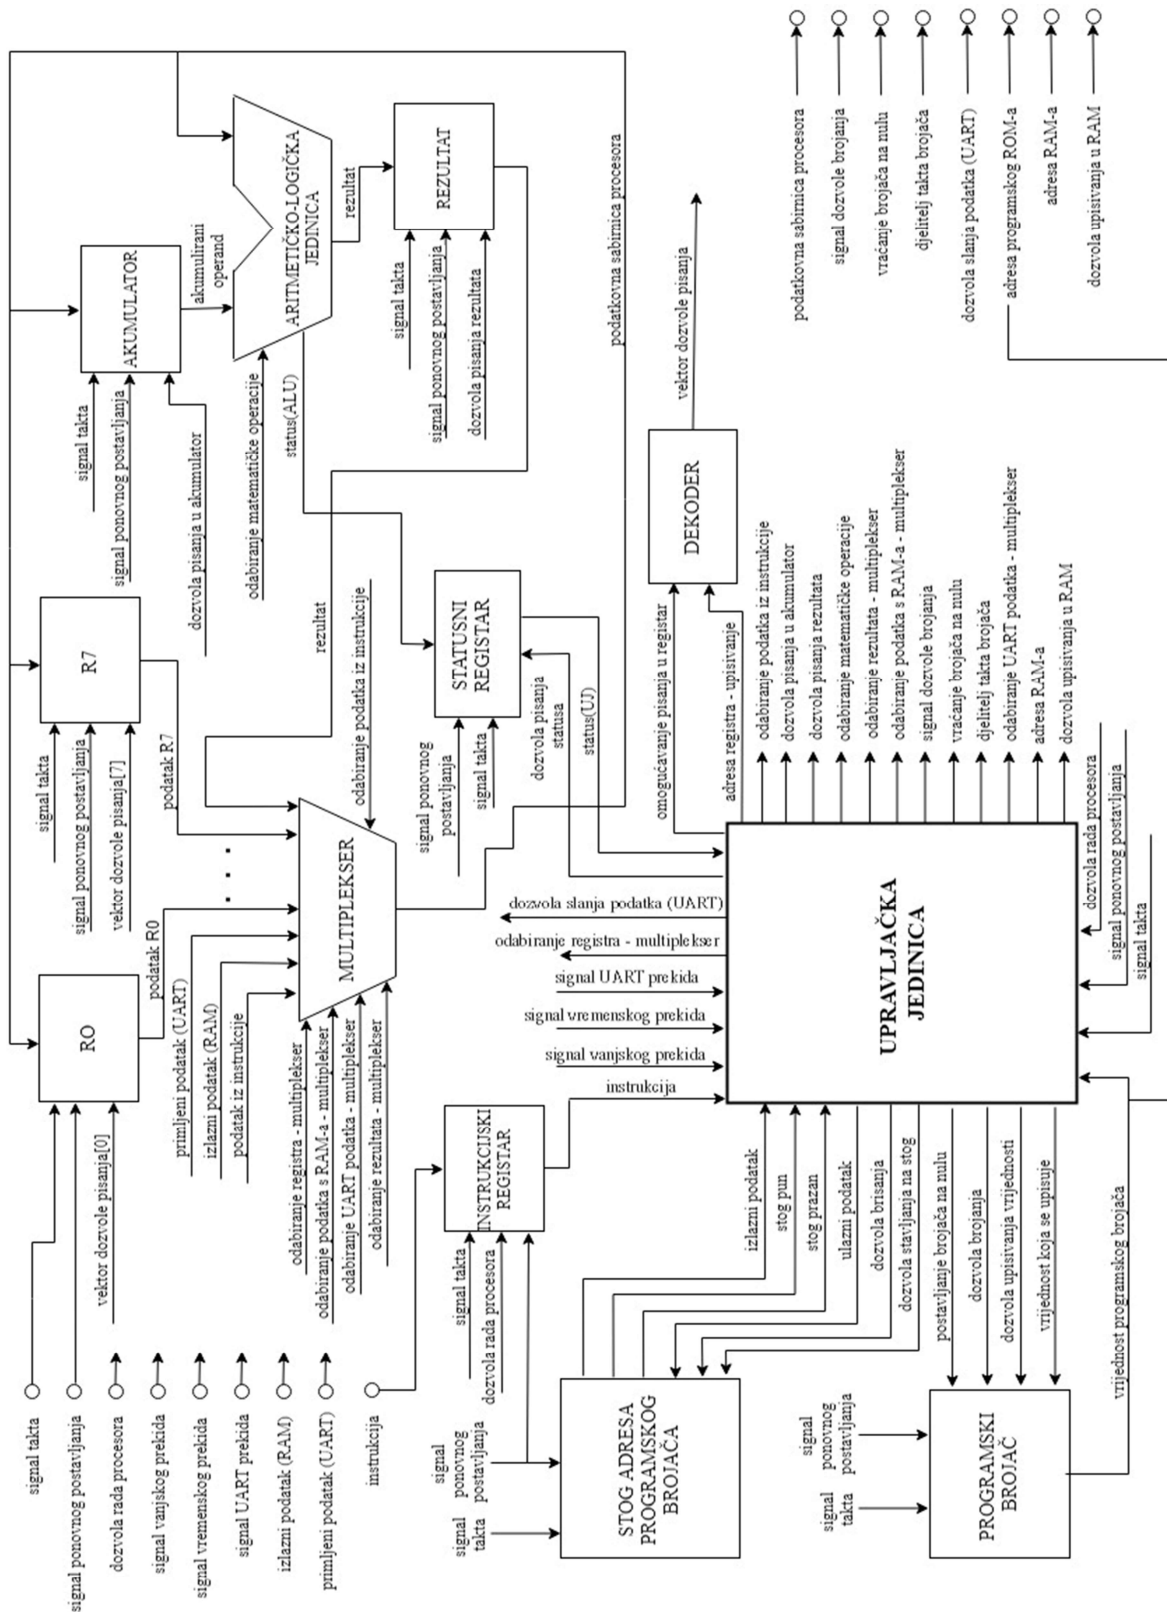 signal takta
signal ponovnog postavljanja
dozvola rada procesora
signal vanjskog prekida
signal vremenskog prekida
signal UART prekida
izlazni podatak (RAM)
primljeni podatak (UART)
instrukcija
RO
vektor dozvole pisanja[0]
podatak R0
signal takta
signal ponovnog postavljanja
vektor dozvole pisanja[7]
R7
podatak R7
. . .
primljeni podatak (UART)
izlazni podatak (RAM)
podatak iz instrukcije
MULTIPLEKSER
odabiranje registra - multiplekser
odabiranje podatka s RAM-a - multiplekser
odabiranje UART podatka - multiplekser
odabiranje rezultata - multiplekser
odabiranje podatka iz instrukcije
rezultat
signal takta
signal ponovnog postavljanja
dozvola pisanja u akumulator
AKUMULATOR
akumulirani
operand
odabiranje matematičke operacije
status(ALU)
ARITMETIČKO-LOGIČKA
JEDINICA
rezultat
signal takta
signal ponovnog postavljanja
dozvola pisanja rezultata
REZULTAT
podatkovna sabirnica procesora
signal takta
dozvola rada procesora
INSTRUKCIJSKI
REGISTAR
signal ponovnog
postavljanja
signal takta
STATUSNI
REGISTAR
dozvola pisanja
statusa
status(UJ)
omogućavanje pisanja u registar
adresa registra - upisivanje
DEKODER
vektor dozvole pisanja
signal
takta
signal
ponovnog
postavljanja
STOG ADRESA
PROGRAMSKOG
BROJAČA
izlazni podatak
stog pun
stog prazan
ulazni podatak
dozvola brisanja
dozvola stavljanja na stog
postavljanje brojača na nulu
dozvola brojanja
dozvola upisivanja vrijednosti
vrijednost koja se upisuje
signal
takta
signal
ponovnog
postavljanja
PROGRAMSKI
BROJAČ
vrijednost programskog brojača
dozvola slanja podatka (UART)
odabiranje registra - multiplekser
signal UART prekida
signal vremenskog prekida
signal vanjskog prekida
instrukcija
UPRAVLJAČKA
JEDINICA
odabiranje podatka iz instrukcije
dozvola pisanja u akumulator
dozvola pisanja rezultata
odabiranje matematičke operacije
odabiranje rezultata - multiplekser
odabiranje podatka s RAM-a - multiplekser
signal dozvole brojanja
vraćanje brojača na nulu
djelitelj takta brojača
odabiranje UART podatka - multiplekser
adresa RAM-a
dozvola upisivanja u RAM
dozvola rada procesora
signal ponovnog postavljanja
signal takta
podatkovna sabirnica procesora
signal dozvole brojanja
vraćanje brojača na nulu
djelitelj takta brojača
dozvola slanja podatka (UART)
adresa programskog ROM-a
adresa RAM-a
dozvola upisivanja u RAM